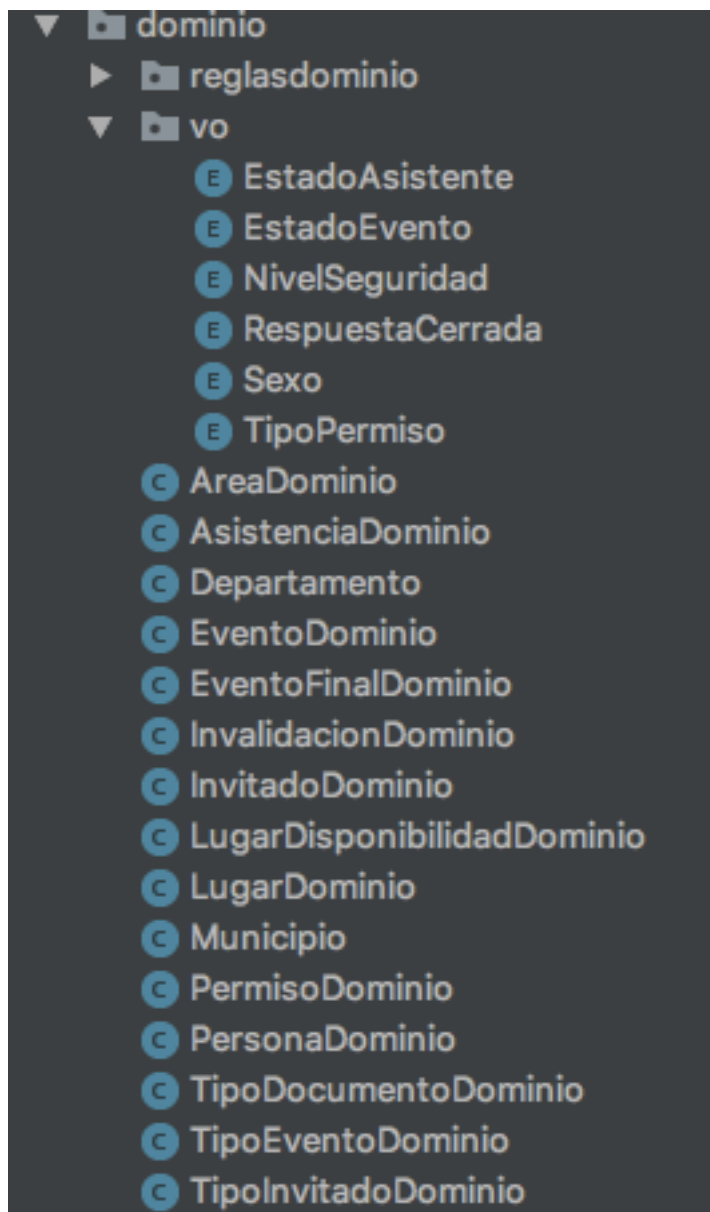 dominio
reglasdominio
vo
E EstadoAsistente
E EstadoEvento
E NivelSeguridad
E RespuestaCerrada
E Sexo
E TipoPermiso
C AreaDominio
C AsistenciaDominio
C Departamento
C EventoDominio
C EventoFinalDominio
C InvalidacionDominio
C InvitadoDominio
C LugarDisponibilidadDominio
C LugarDominio
C Municipio
C PermisoDominio
C PersonaDominio
C TipoDocumentoDominio
C TipoEventoDominio
C TipoInvitadoDominio